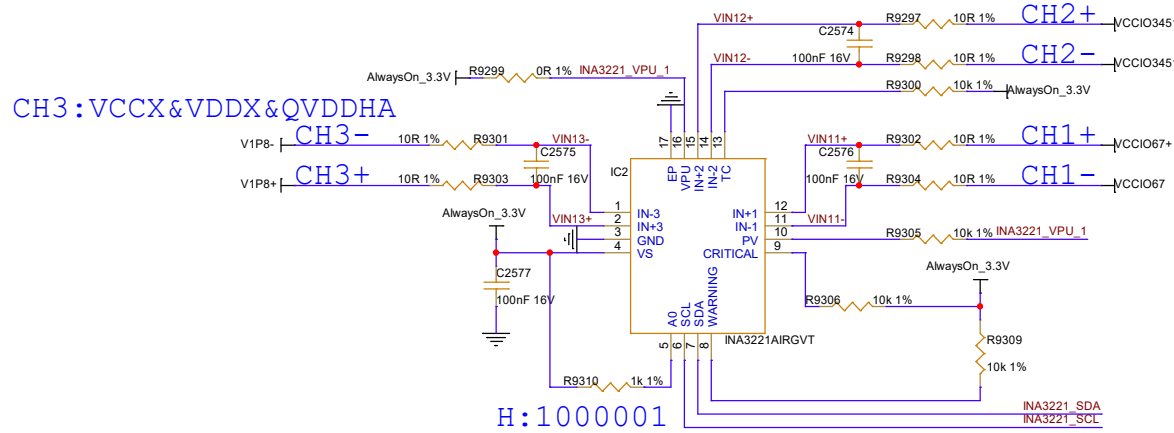 VIN12+
C2574
R9297
10R 1%
CH2+
VCCIO345
VIN12-
100nF 16V
R9298
10R 1%
CH2-
VCCIO345
AlwaysOn_3.3V
R9299
0R 1%
INA3221_VPU_1
R9300
10k 1%
AlwaysOn_3.3V
CH3:VCCX&VDDX&QVDDHA
V1P8-
CH3-
10R 1%
R9301
VIN13-
C2575
100nF 16V
V1P8+
CH3+
10R 1%
R9303
VIN13+
17
16
15
14
13
EP
VPU
IN+2
IN-2
TC
IC2
VIN11+
C2576
100nF 16V
R9302
10R 1%
CH1+
VCCIO67+
R9304
10R 1%
CH1-
VCCIO67
VIN11-
1
IN-3
2
IN+3
3
GND
4
VS
IN+1
12
IN-1
11
PV
10
CRITICAL
9
R9305
10k 1%
INA3221_VPU_1
AlwaysOn_3.3V
C2577
100nF 16V
AlwaysOn_3.3V
R9306
10k 1%
R9309
10k 1%
A0
SCL
SDA
WARNING
5
6
7
8
INA3221AIRGVT
R9310
1k 1%
H:1000001
INA3221_SDA
INA3221_SCL